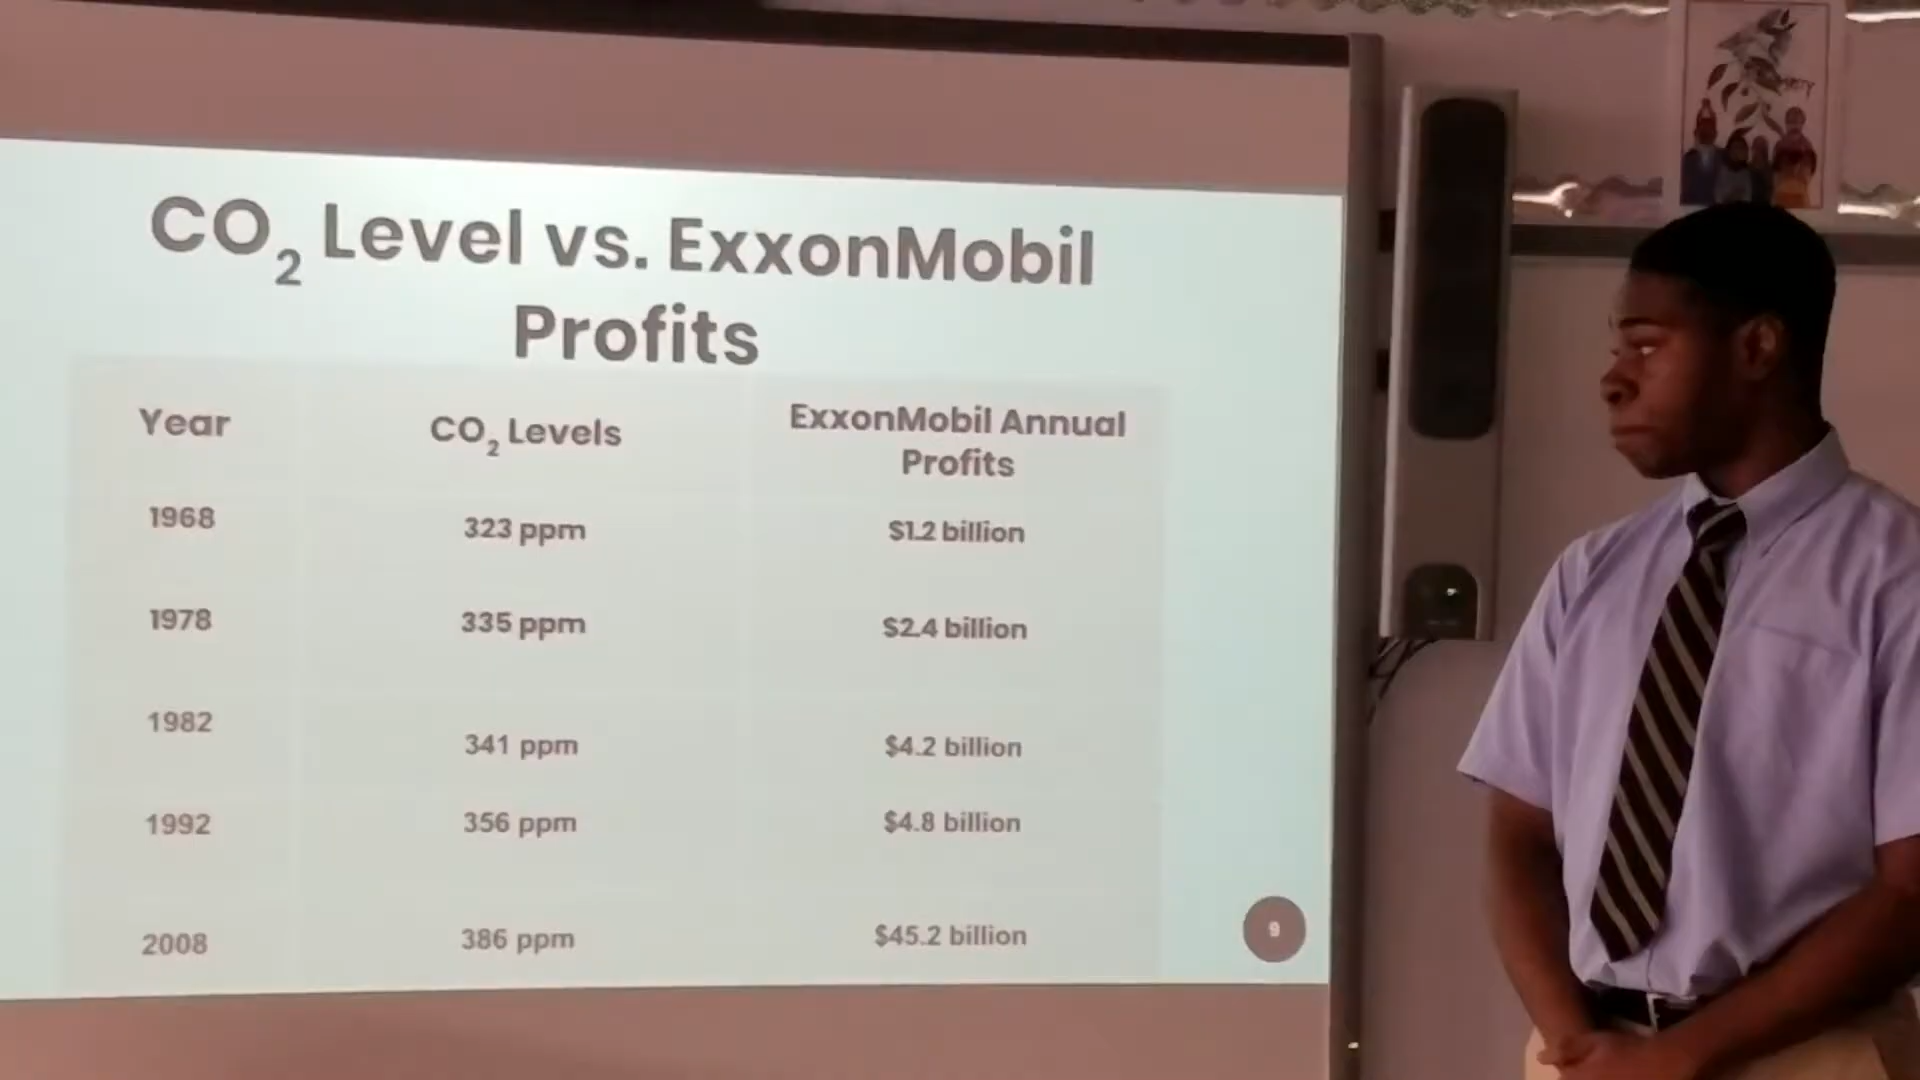 CO₂ Level vs. ExxonMobil
Profits
Year CO₂ Levels ExxonMobil Annual
Profits
1968 323 ppm $1.2 billion
1978 335 ppm $2.4 billion
1982 341 ppm $4.2 billion
1992 356 ppm $4.8 billion
2008 386 ppm $45.2 billion
9